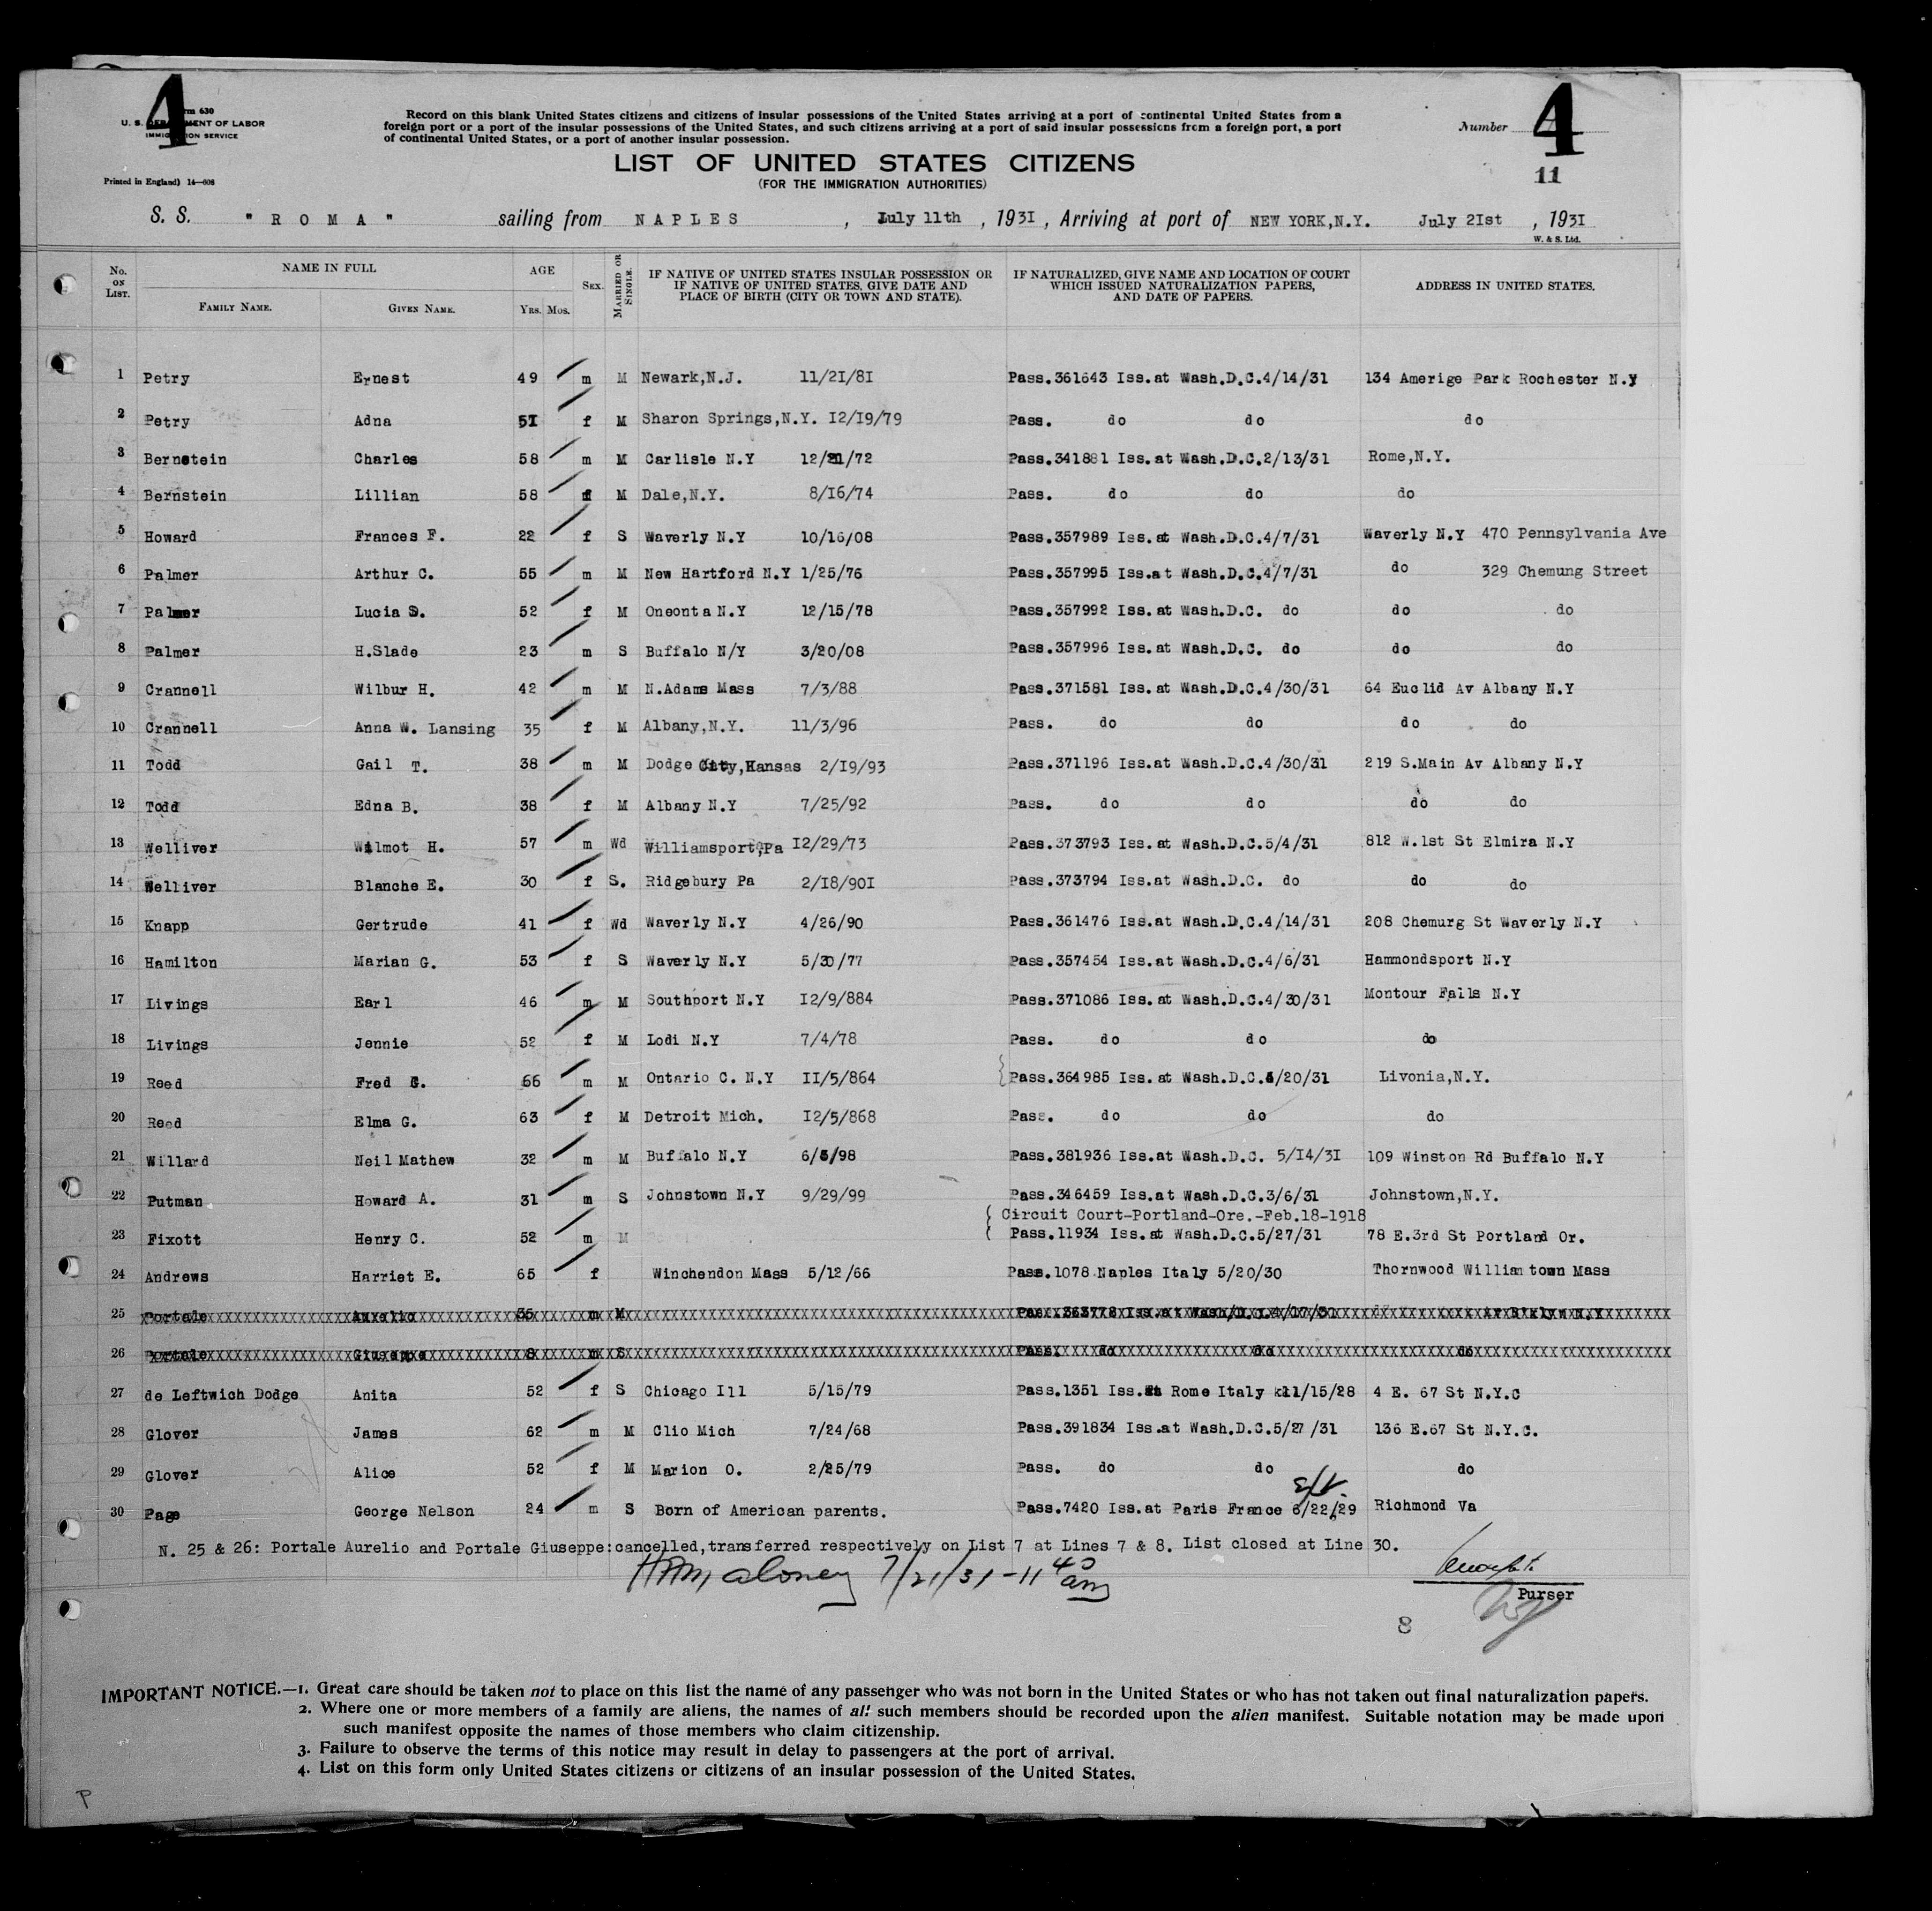 4
4
Form 630
U. S. DEPARTMENT OF LABOR
IMMIGRATION SERVICE
Printed in England) 14—608
Record on this blank United States citizens and citizens of insular possessions of the United States arriving at a port of continental United States from a
foreign port or a port of the insular possessions of the United States, and such citizens arriving at a port of said insular possessions from a foreign port, a port
of continental United States, or a port of another insular possession.
Number
11
LIST OF UNITED STATES CITIZENS
(FOR THE IMMIGRATION AUTHORITIES)
S. S. " R O M A " sailing from N A P L E S , July 11th , 1931 , Arriving at port of NEW YORK,N.Y. July 2Ist , 1931
W. & S. Ltd.
No. ON LIST. NAME IN FULL AGE SEX. MARRIED OR SINGLE. IF NATIVE OF UNITED STATES INSULAR POSSESSION OR IF NATIVE OF UNITED STATES, GIVE DATE AND PLACE OF BIRTH (CITY OR TOWN AND STATE). IF NATURALIZED, GIVE NAME AND LOCATION OF COURT WHICH ISSUED NATURALIZATION PAPERS, AND DATE OF PAPERS. ADDRESS IN UNITED STATES.
FAMILY NAME. GIVEN NAME. YRS. MOS.
1 Petry Ernest 49 m M Newark,N.J. 11/2I/8I Pass.361643 Iss.at Wash.D.C.4/14/31 134 Amerige Park Rochester N.Y
2 Petry Adna 5I f M Sharon Springs,N.Y. I2/I9/79 Pass. do do do
3 Bernstein Charles 58 m M Carlisle N.Y 12/21/72 Pass.341881 Iss.at Wash.D.C.2/13/31 Rome,N.Y.
4 Bernstein Lillian 58 f M Dale,N.Y. 8/I6/74 Pass. do do do
5 Howard Frances F. 22 f S Waverly N.Y 10/16/08 Pass.357989 Iss.at Wash.D.C.4/7/31 Waverly N.Y 470 Pennsylvania Ave
6 Palmer Arthur C. 55 m M New Hartford N.Y 1/25/76 Pass.357995 Iss.at Wash.D.C.4/7/31 do 329 Chemung Street
7 Palmer Lucia S. 52 f M Oneonta N.Y 12/15/78 Pass.357992 Iss.at Wash.D.C. do do do
8 Palmer H.Slade 23 m S Buffalo N/Y 3/20/08 Pass.357996 Iss.at Wash.D.C. do do do
9 Crannell Wilbur H. 42 m M N.Adams Mass 7/3/88 Pass.371581 Iss.at Wash.D.C.4/30/31 64 Euclid Av Albany N.Y
10 Crannell Anna W. Lansing 35 f M Albany,N.Y. 11/3/96 Pass. do do do do
11 Todd Gail T. 38 m M Dodge City,Kansas 2/I9/93 Pass.371196 Iss.at Wash.D.C.4/30/31 219 S.Main Av Albany N.Y
12 Todd Edna B. 38 f M Albany N.Y 7/25/92 Pass. do do do do
13 Welliver Wilmot H. 57 m Wd Williamsport,Pa I2/29/73 Pass.373793 Iss.at Wash.D.C.5/4/31 812 W.1st St Elmira N.Y
14 Welliver Blanche E. 30 f S. Ridgebury Pa 2/I8/90I Pass.373794 Iss.at Wash.D.C. do do do
15 Knapp Gertrude 41 f Wd Waverly N.Y 4/26/90 Pass.361476 Iss.at Wash.D.C.4/14/31 208 Chemurg St Waverly N.Y
16 Hamilton Marian G. 53 f S Waverly N.Y 5/30/77 Pass.357454 Iss.at Wash.D.C.4/6/31 Hammondsport N.Y
17 Livings Earl 46 m M Southport N.Y I2/9/884 Pass.371086 Iss.at Wash.D.C.4/30/31 Montour Falls N.Y
18 Livings Jennie 52 f M Lodi N.Y 7/4/78 Pass. do do do
19 Reed Fred G. 66 m M Ontario C. N.Y II/5/864 Pass.364985 Iss.at Wash.D.C.4/20/31 Livonia,N.Y.
20 Reed Elma G. 63 f M Detroit Mich. I2/5/868 Pass. do do do
21 Willard Neil Mathew 32 m M Buffalo N.Y 6/5/98 Pass.381936 Iss.at Wash.D.C. 5/I4/3I 109 Winston Rd Buffalo N.Y
22 Putman Howard A. 31 m S Johnstown N.Y 9/29/99 Pass.346459 Iss.at Wash.D.C.3/6/31 Johnstown,N.Y.
Circuit Court-Portland-Ore.-Feb.18-1918
23 Fixott Henry C. 52 m M Pass.11934 Iss.at Wash.D.C.5/27/31 78 E.3rd St Portland Or.
24 Andrews Harriet E. 65 f Winchendon Mass 5/12/66 Pass.1078 Naples Italy 5/20/30 Thornwood William town Mass
25 Portale Aurelio 35 m M Pass.363778 Iss.at Wash/D.C.4/17/31 Av Bklyn N.Y
26 Portale Giuseppe 8 m S Pass. do do do
27 de Leftwich Dodge Anita 52 f S Chicago Ill 5/15/79 Pass.1351 Iss.at Rome Italy 11/15/28 4 E. 67 St N.Y.C
28 Glover James 62 m M Clio Mich 7/24/68 Pass.391834 Iss.at Wash.D.C.5/27/31 136 E.67 St N.Y.C.
29 Glover Alice 52 f M Marion O. 2/25/79 Pass. do do do
30 Page George Nelson 24 m S Born of American parents. Pass.7420 Iss.at Paris France 6/22/29 Richmond Va
N. 25 & 26: Portale Aurelio and Portale Giuseppe:cancelled,transferred respectively on List 7 at Lines 7 & 8. List closed at Line 30.
HAMaloney 7/21/31-11 40 am
Purser
8
IMPORTANT NOTICE.—1. Great care should be taken not to place on this list the name of any passenger who was not born in the United States or who has not taken out final naturalization papers.
2. Where one or more members of a family are aliens, the names of all such members should be recorded upon the alien manifest. Suitable notation may be made upon
such manifest opposite the names of those members who claim citizenship.
3. Failure to observe the terms of this notice may result in delay to passengers at the port of arrival.
4. List on this form only United States citizens or citizens of an insular possession of the United States.
P